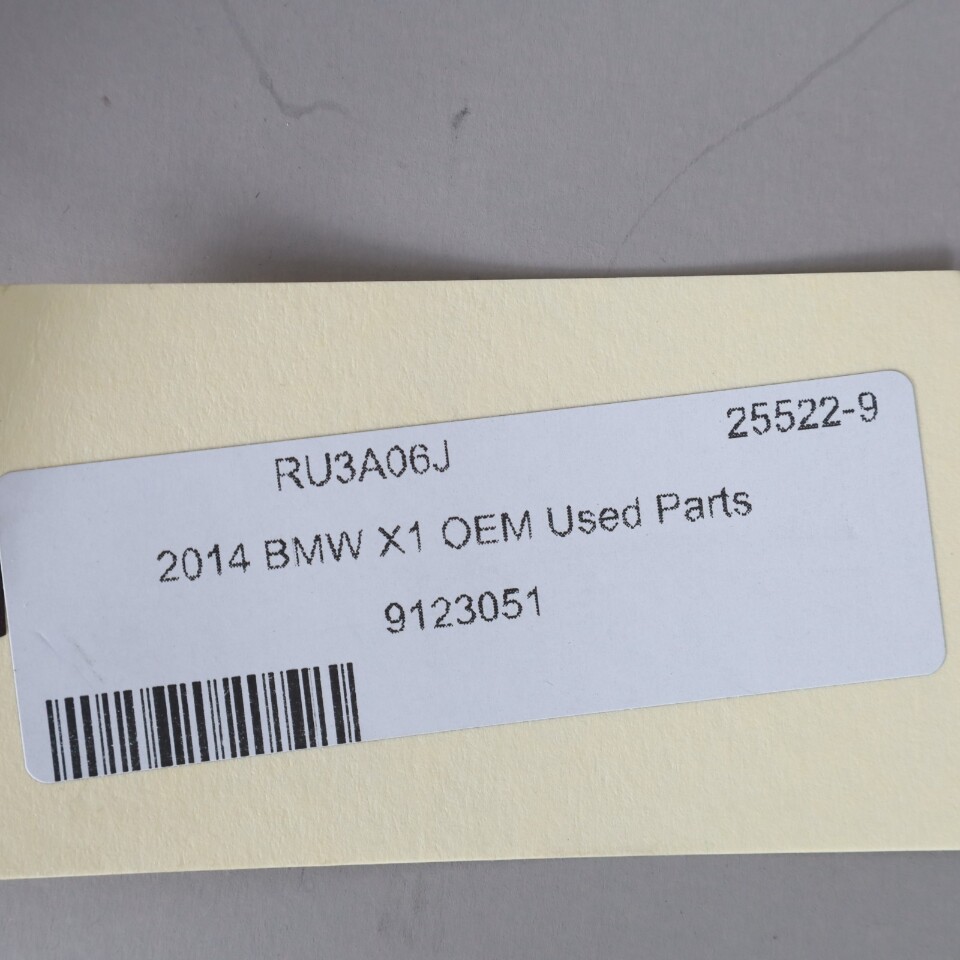 RU3A06J 25522-9
2014 BMW X1 OEM Used Parts
9123051